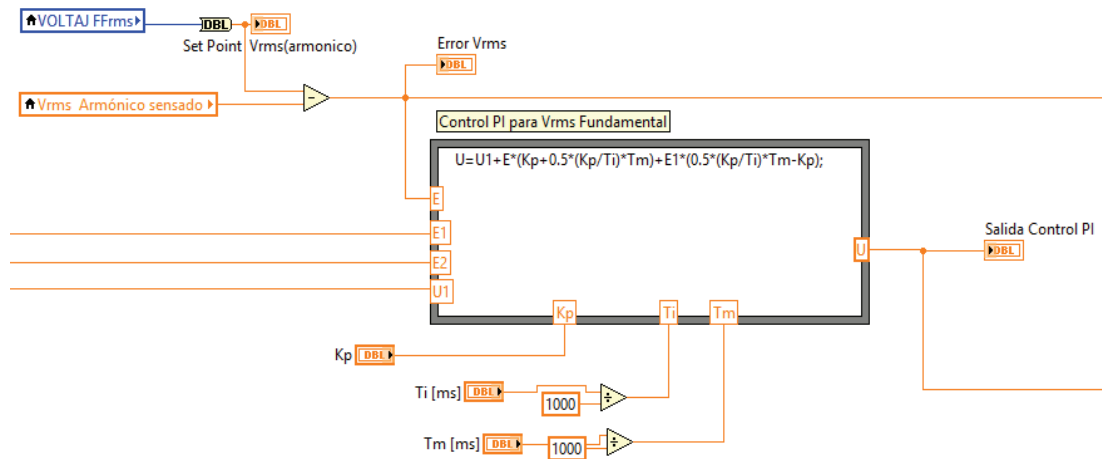 VOLTAJ FFrms
DBL
DBL
Set Point
Vrms(armonico)
Error Vrms
DBL
Vrms Armónico sensado
-
Control PI para Vrms Fundamental
U=U1+E*(Kp+0.5*(Kp/Ti)*Tm)+E1*(0.5*(Kp/Ti)*Tm-Kp);
E
E1
E2
U1
U
Salida Control PI
DBL
Kp
Ti
Tm
Kp
DBL
Ti [ms]
DBL
1000
÷
Tm [ms]
DBL
1000
÷